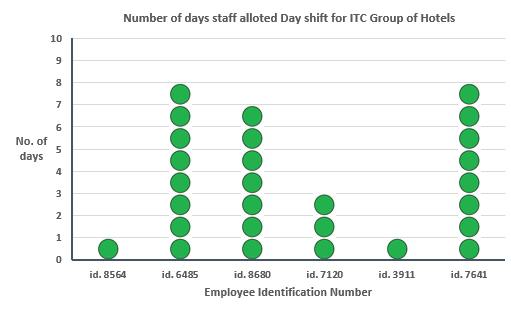 Number of days staff alloted Day shift for ITC Group of Hotels
10
9
8
7
6
5
4
3
2
1
0
No. of
days
id. 8564 id. 6485 id. 8680 id. 7120 id. 3911 id. 7641
Employee Identification Number